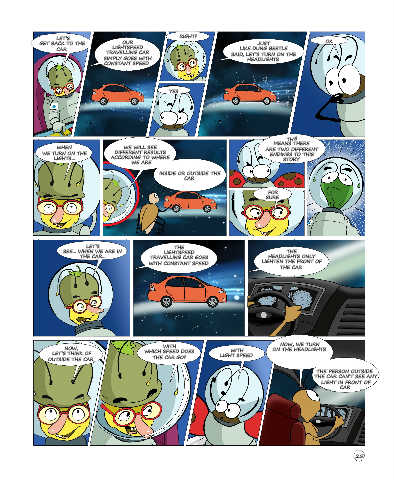 LET'S
GET BACK TO THE
CAR.
OUR
LIGHTSPEED
TRAVELLING CAR
SIMPLY GOES WITH
CONSTANT SPEED
RIGHT?
YES
JUST
LIKE DUNG BEETLE
SAID, LET'S TURN ON THE
HEADLIGHTS
OK
WHEN
WE TURN ON THE
LIGHTS...
WE WILL SEE
DIFFERENT RESULTS
ACCORDING TO WHERE
WE ARE
INSIDE OR OUTSIDE THE
CAR
THIS
MEANS THERE
ARE TWO DIFFERENT
ENDINGS TO THIS
STORY
FOR
SURE
LET'S
SEE... WHEN WE ARE IN
THE CAR...
THE
LIGHTSPEED
TRAVELLING CAR GOES
WITH CONSTANT SPEED
THE
HEADLIGHTS ONLY
LIGHTEN THE FRONT OF
THE CAR
NOW,
LET'S THINK OF
OUTSIDE THE CAR
WITH
WHICH SPEED DOES
THE CAR GO?
WITH
LIGHT SPEED
NOW, WE TURN
ON THE HEADLIGHTS
THE PERSON OUTSIDE
THE CAR CAN'T SEE ANY
LIGHT IN FRONT OF
CAR